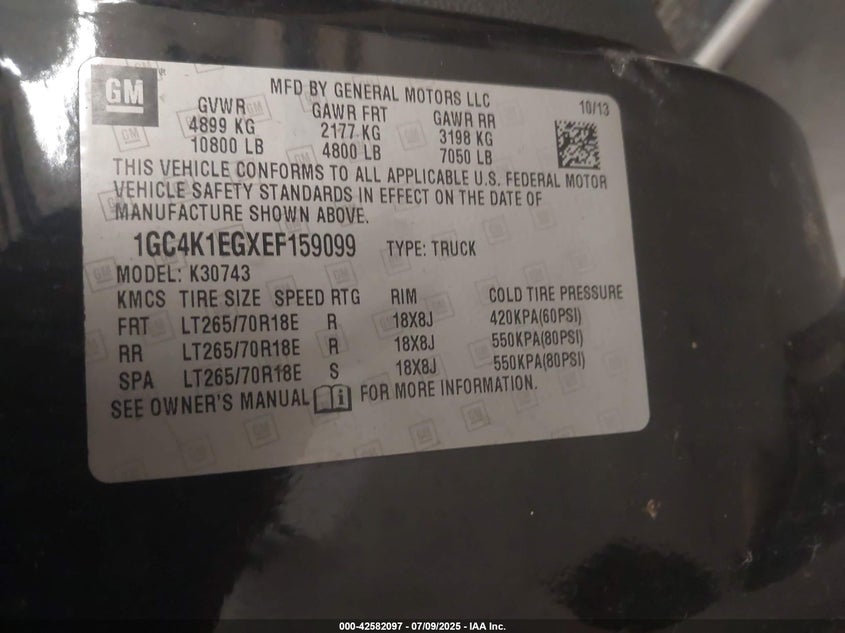 GM
MFD BY GENERAL MOTORS LLC
10/13
GVWR GAWR FRT GAWR RR
4899 KG 2177 KG 3198 KG
10800 LB 4800 LB 7050 LB
THIS VEHICLE CONFORMS TO ALL APPLICABLE U.S. FEDERAL MOTOR
VEHICLE SAFETY STANDARDS IN EFFECT ON THE DATE OF
MANUFACTURE SHOWN ABOVE.
1GC4K1EGXEF159099 TYPE: TRUCK
MODEL: K30743
KMCS TIRE SIZE SPEED RTG RIM COLD TIRE PRESSURE
FRT LT265/70R18E R 18X8J 420KPA(60PSI)
RR LT265/70R18E R 18X8J 550KPA(80PSI)
SPA LT265/70R18E S 18X8J 550KPA(80PSI)
SEE OWNER'S MANUAL FOR MORE INFORMATION.
000-42582097 - 07/09/2025 - IAA Inc.